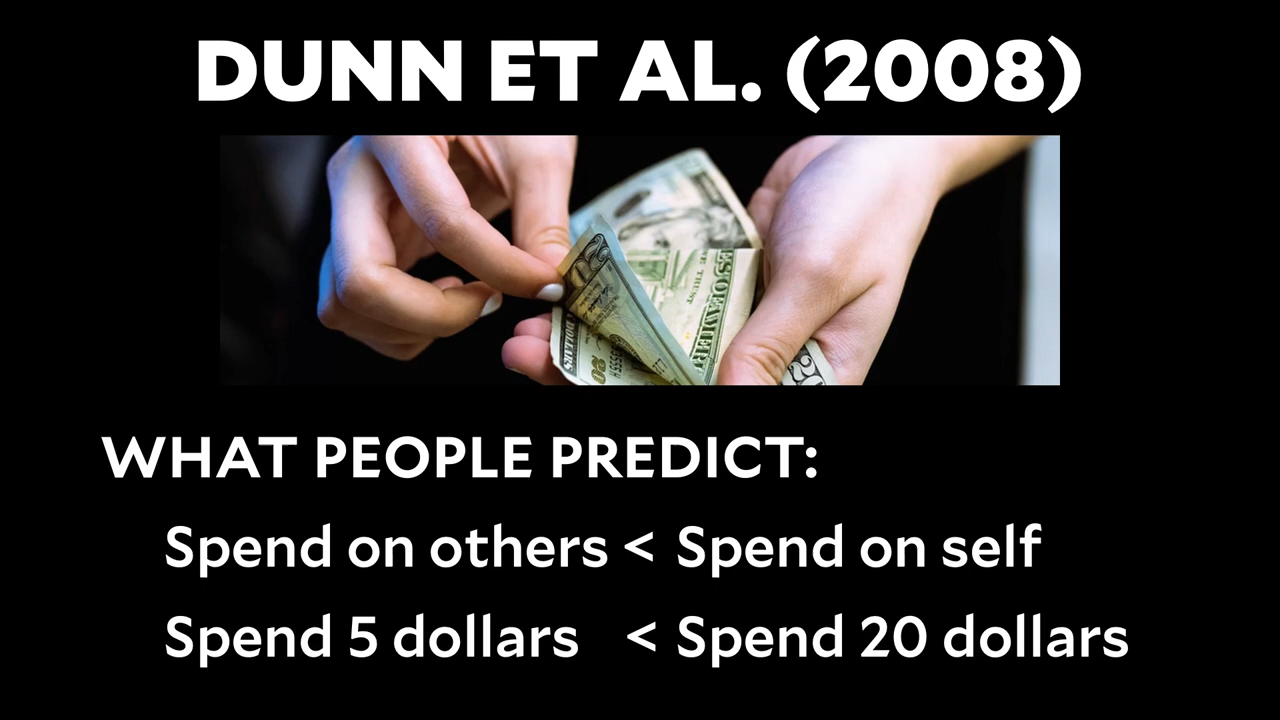 DUNN ET AL. (2008)
WHAT PEOPLE PREDICT:
Spend on others < Spend on self
Spend 5 dollars < Spend 20 dollars